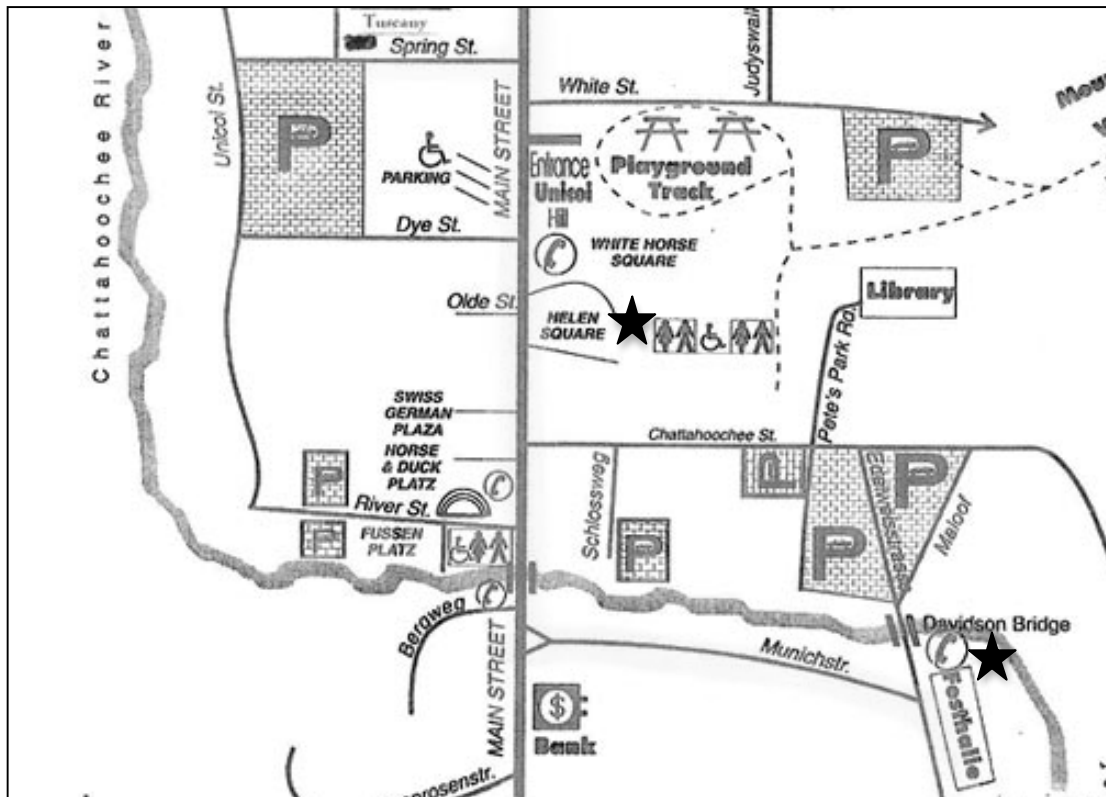 Tuscany
Spring St.
Chattahoochee River
Unicoi St.
P
PARKING
MAIN STREET
Dye St.
White St.
Judyswalk
Entrance
Unicoi
Hill
Playground
Track
P
WHITE HORSE
SQUARE
Olde St.
HELEN
SQUARE
Library
Pete's Park Rd.
SWISS
GERMAN
PLAZA
HORSE
& DUCK
PLATZ
Chattahoochee St.
P
River St.
P
FUSSEN
PLATZ
Schlossweg
P
P
P
P
Edelweisstrasse
Maloof
Bergweg
Davidson Bridge
Munichstr.
MAIN STREET
$
Bank
Festhalle